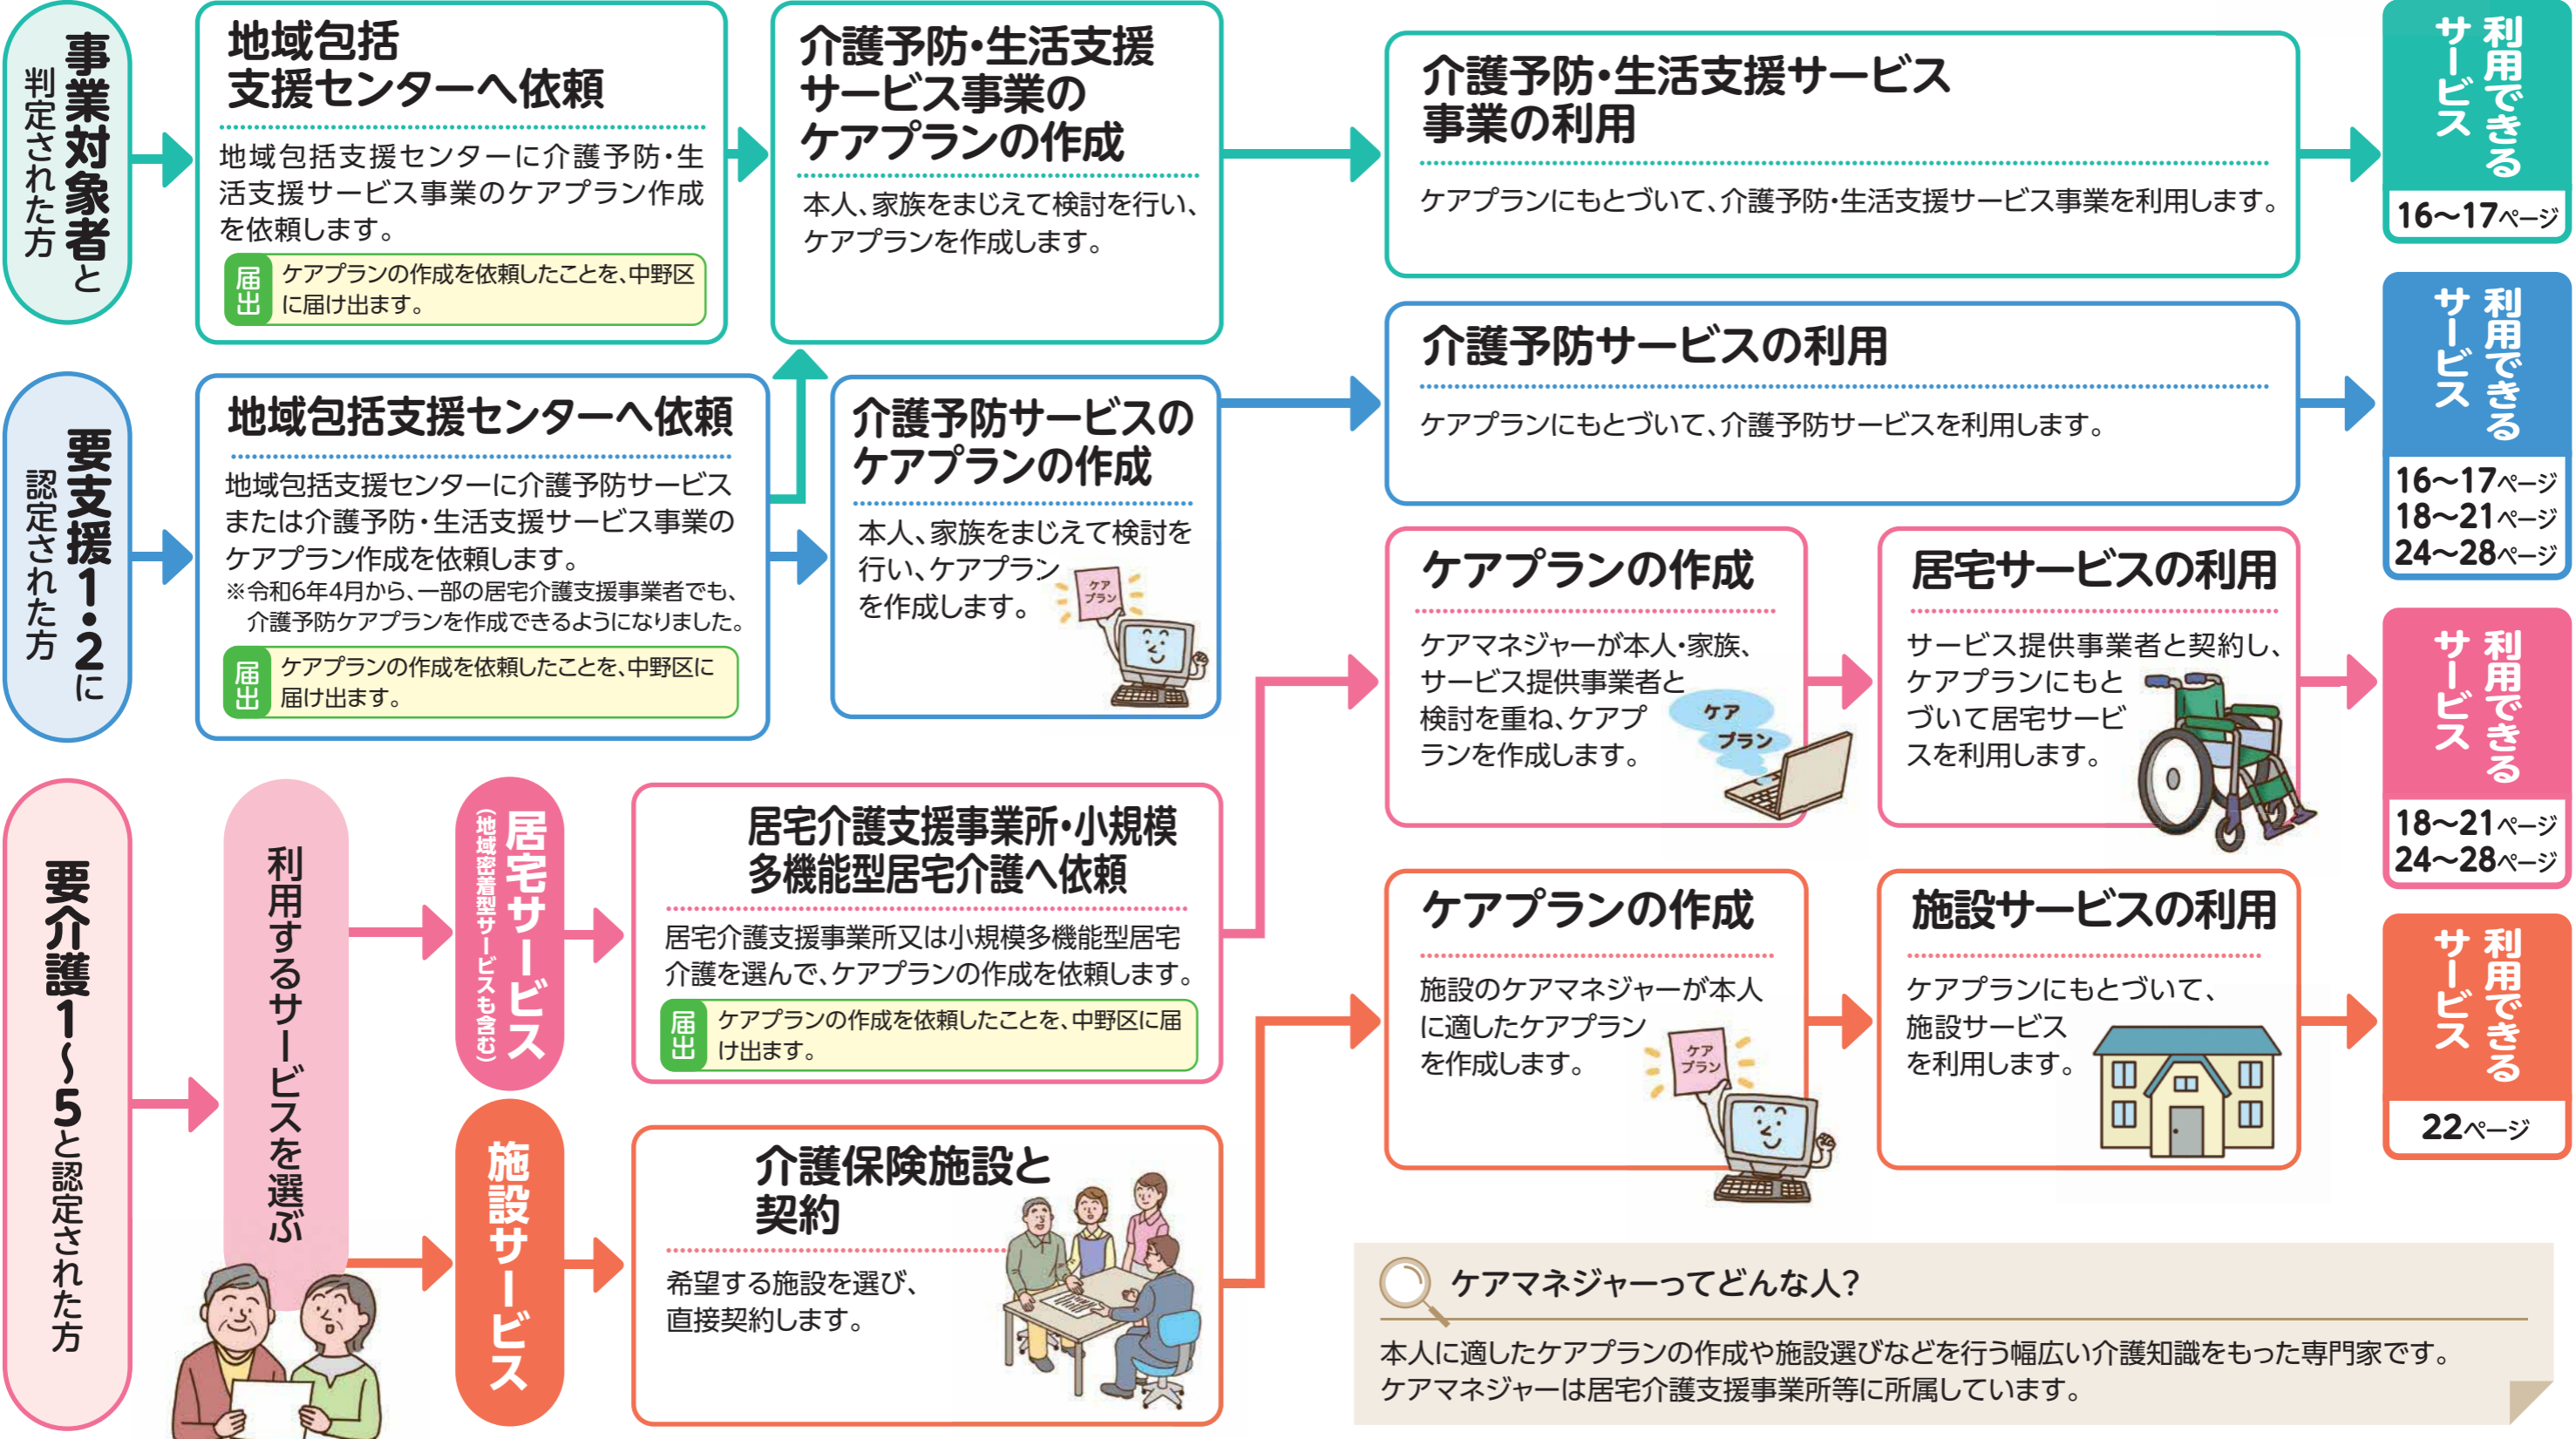 事業対象者と
判定された方
地域包括
支援センターへ依頼
地域包括支援センターに介護予防・生
活支援サービス事業のケアプラン作成
を依頼します。
届出
ケアプランの作成を依頼したことを、中野区
に届け出ます。
介護予防・生活支援
サービス事業の
ケアプランの作成
本人、家族をまじえて検討を行い、
ケアプランを作成します。
介護予防・生活支援サービス
事業の利用
ケアプランにもとづいて、介護予防・生活支援サービス事業を利用します。
利用できる
サービス
16〜17ページ
要支援1・2に
認定された方
地域包括支援センターへ依頼
地域包括支援センターに介護予防サービス
または介護予防・生活支援サービス事業の
ケアプラン作成を依頼します。
※令和6年4月から、一部の居宅介護支援事業者でも、
介護予防ケアプランを作成できるようになりました。
届出
ケアプランの作成を依頼したことを、中野区に
届け出ます。
介護予防サービスの
ケアプランの作成
本人、家族をまじえて検討を
行い、ケアプラン
を作成します。
ケア
プラン
介護予防サービスの利用
ケアプランにもとづいて、介護予防サービスを利用します。
利用できる
サービス
16〜17ページ
18〜21ページ
24〜28ページ
要介護1〜5と認定された方
利用するサービスを選ぶ
居宅サービス
(地域密着型サービスも含む)
居宅介護支援事業所・小規模
多機能型居宅介護へ依頼
居宅介護支援事業所又は小規模多機能型居宅
介護を選んで、ケアプランの作成を依頼します。
届出
ケアプランの作成を依頼したことを、中野区に届
け出ます。
ケアプランの作成
ケアマネジャーが本人・家族、
サービス提供事業者と
検討を重ね、ケアプ
ランを作成します。
ケア
プラン
居宅サービスの利用
サービス提供事業者と契約し、
ケアプランにもと
づいて居宅サービ
スを利用します。
利用できる
サービス
18〜21ページ
24〜28ページ
施設サービス
介護保険施設と
契約
希望する施設を選び、
直接契約します。
ケアプランの作成
施設のケアマネジャーが本人
に適したケアプラン
を作成します。
ケア
プラン
施設サービスの利用
ケアプランにもとづいて、
施設サービス
を利用します。
利用できる
サービス
22ページ
ケアマネジャーってどんな人?
本人に適したケアプランの作成や施設選びなどを行う幅広い介護知識をもった専門家です。
ケアマネジャーは居宅介護支援事業所等に所属しています。